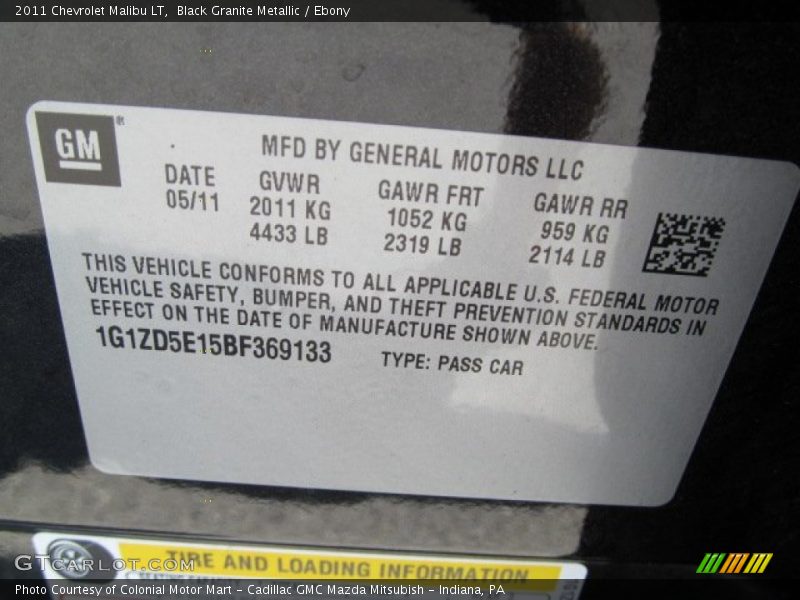 2011 Chevrolet Malibu LT, Black Granite Metallic / Ebony
GM®
MFD BY GENERAL MOTORS LLC
DATE GVWR GAWR FRT GAWR RR
05/11 2011 KG 1052 KG 959 KG
4433 LB 2319 LB 2114 LB
THIS VEHICLE CONFORMS TO ALL APPLICABLE U.S. FEDERAL MOTOR
VEHICLE SAFETY, BUMPER, AND THEFT PREVENTION STANDARDS IN
EFFECT ON THE DATE OF MANUFACTURE SHOWN ABOVE.
1G1ZD5E15BF369133 TYPE: PASS CAR
TIRE AND LOADING INFORMATION
GTcarlot.com
Photo Courtesy of Colonial Motor Mart - Cadillac GMC Mazda Mitsubish - Indiana, PA